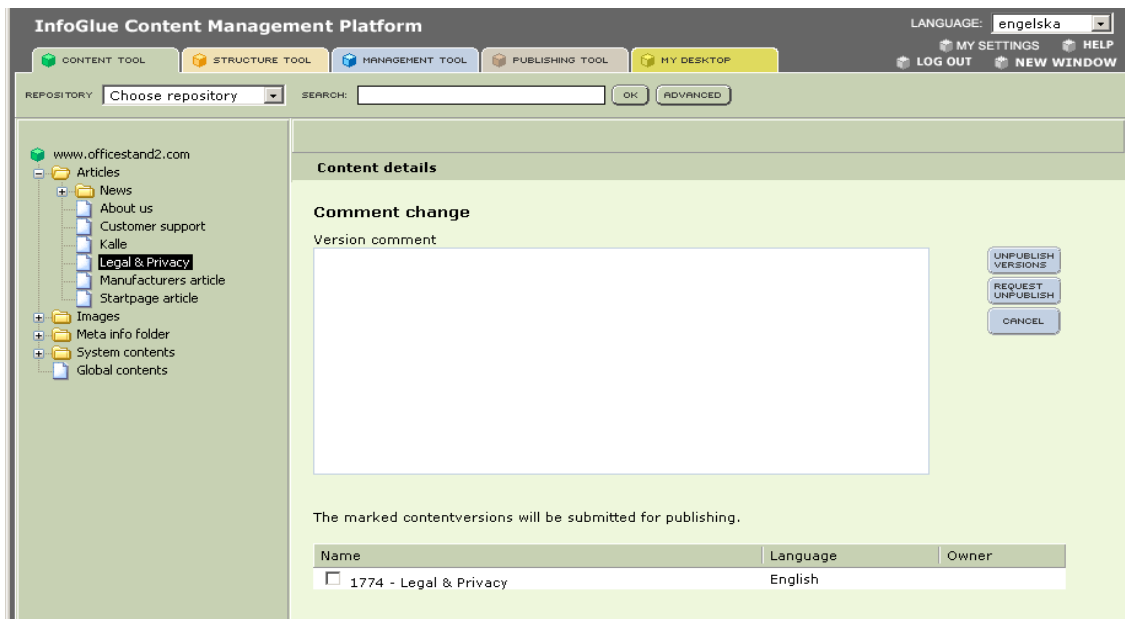 InfoGlue Content Management Platform
LANGUAGE: engelska
MY SETTINGS HELP
LOG OUT NEW WINDOW
CONTENT TOOL STRUCTURE TOOL MANAGEMENT TOOL PUBLISHING TOOL MY DESKTOP
REPOSITORY Choose repository SEARCH: OK ADVANCED
www.officestand2.com
Articles
News
About us
Customer support
Kalle
Legal & Privacy
Manufacturers article
Startpage article
Images
Meta info folder
System contents
Global contents
Content details
Comment change
Version comment
UNPUBLISH
VERSIONS
REQUEST
UNPUBLISH
CANCEL
The marked contentversions will be submitted for publishing.
Name Language Owner
1774 - Legal & Privacy English